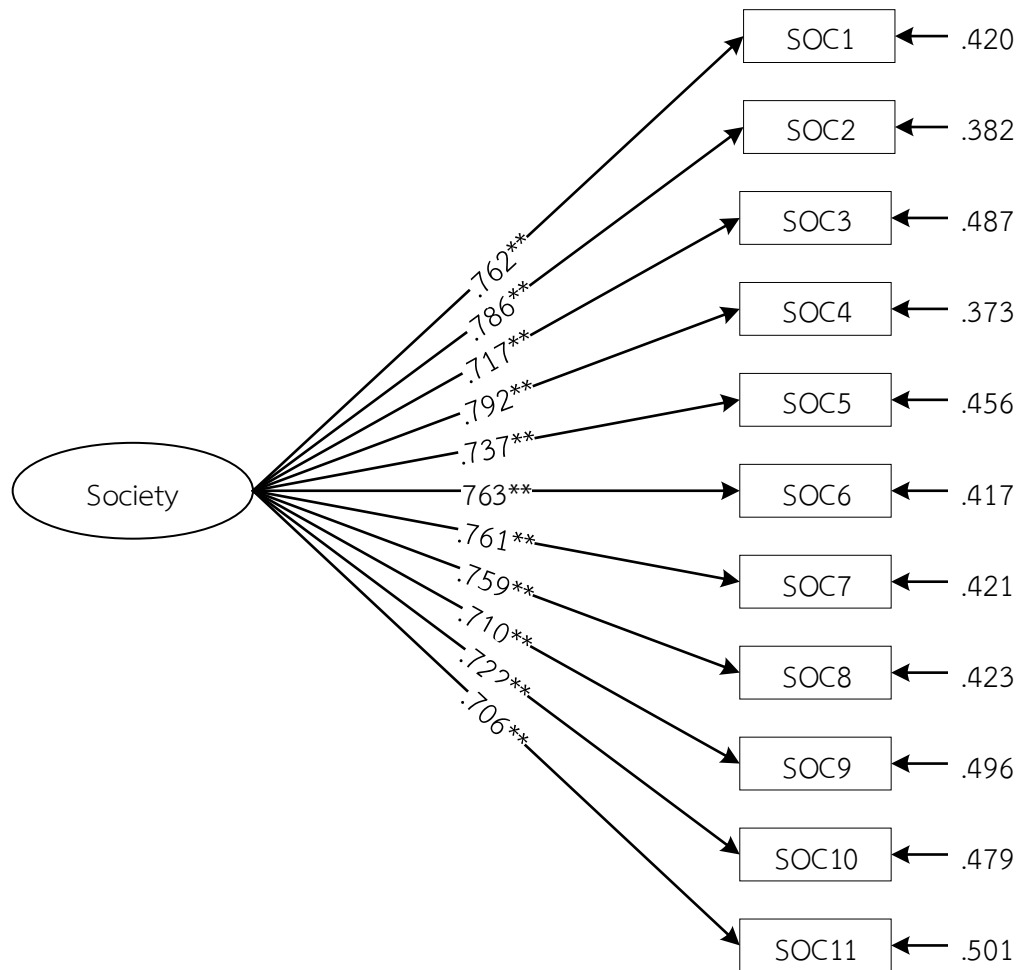 SOC1
.420
SOC2
.382
SOC3
.487
SOC4
.373
SOC5
.456
SOC6
.417
SOC7
.421
SOC8
.423
SOC9
.496
SOC10
.479
SOC11
.501
.762**
.786**
.717**
.792**
.737**
763**
.761**
.759**
.710**
.722**
.706**
Society